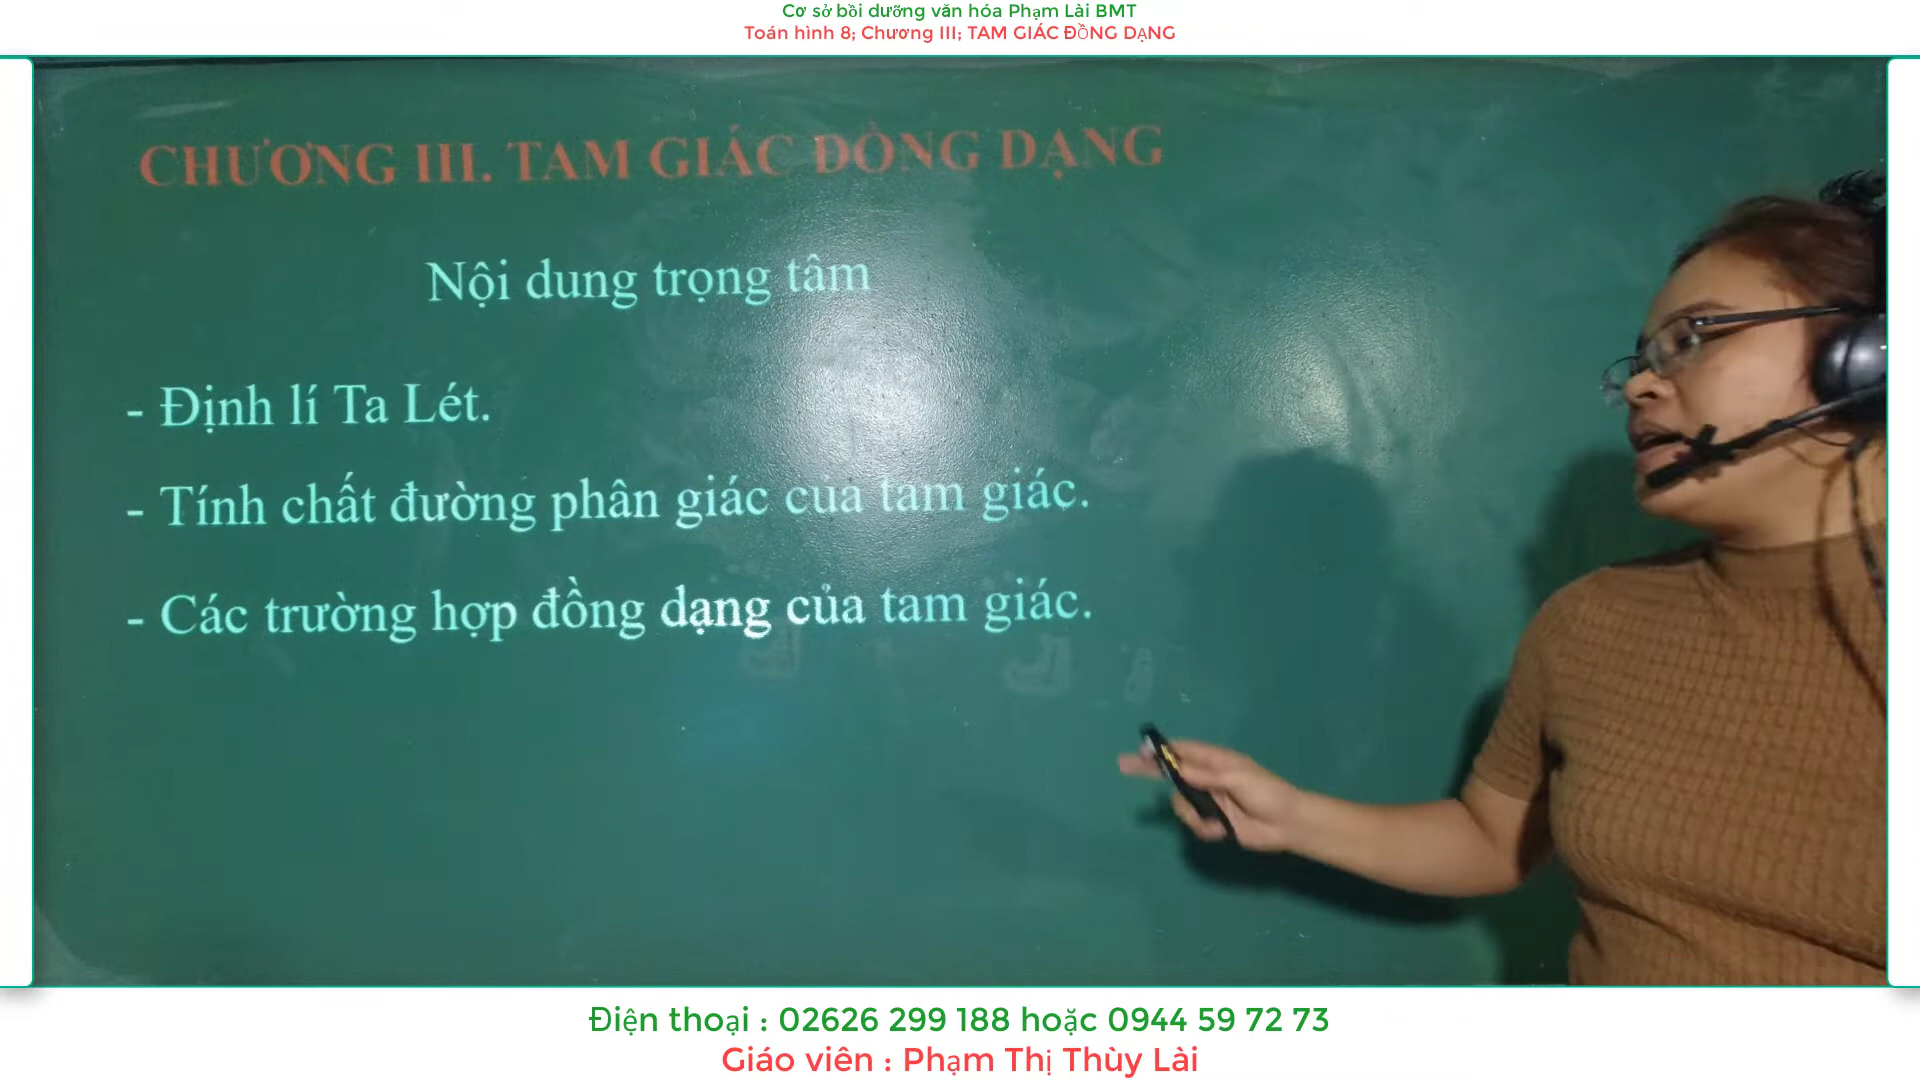 Cơ sở bồi dưỡng văn hóa Phạm Lài BMT
Toán hình 8; Chương III; TAM GIÁC ĐỒNG DẠNG
CHƯƠNG III. TAM GIÁC ĐỒNG DẠNG
Nội dung trọng tâm
- Định lí Ta Lét.
- Tính chất đường phân giác của tam giác.
- Các trường hợp đồng dạng của tam giác.
Điện thoại : 02626 299 188 hoặc 0944 59 72 73
Giáo viên : Phạm Thị Thùy Lài